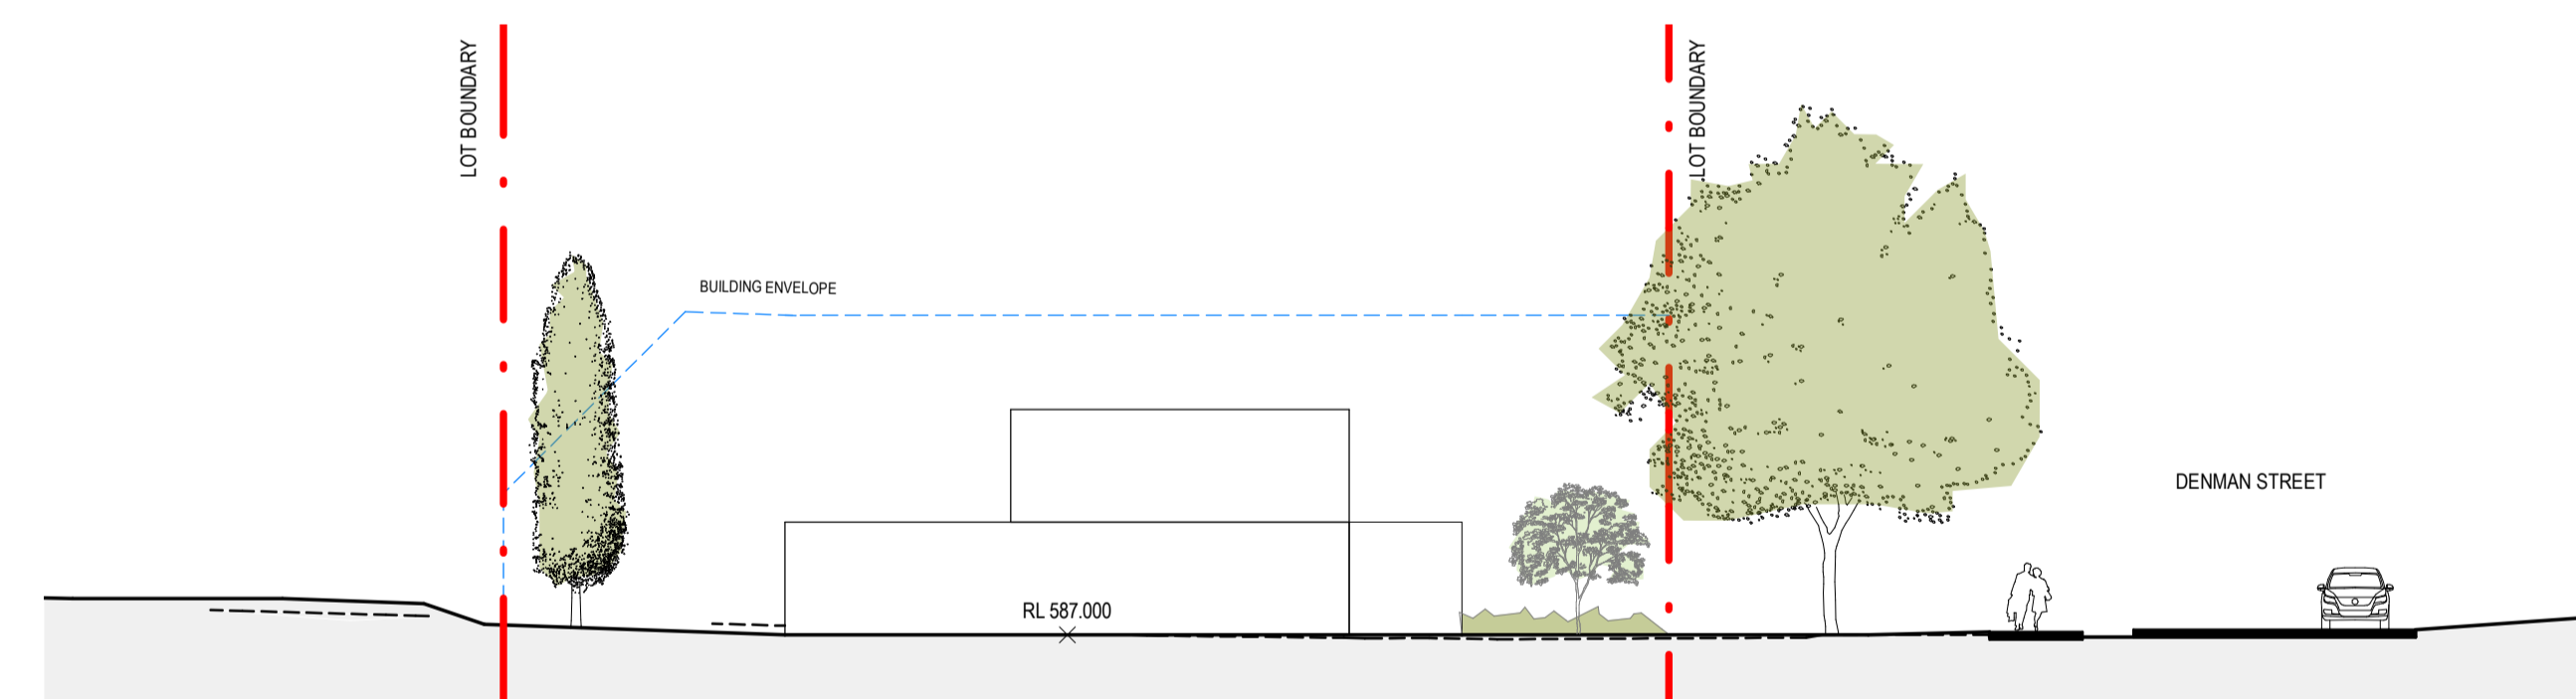 LOT BOUNDARY
LOT BOUNDARY
BUILDING ENVELOPE
DENMAN STREET
RL 587.000